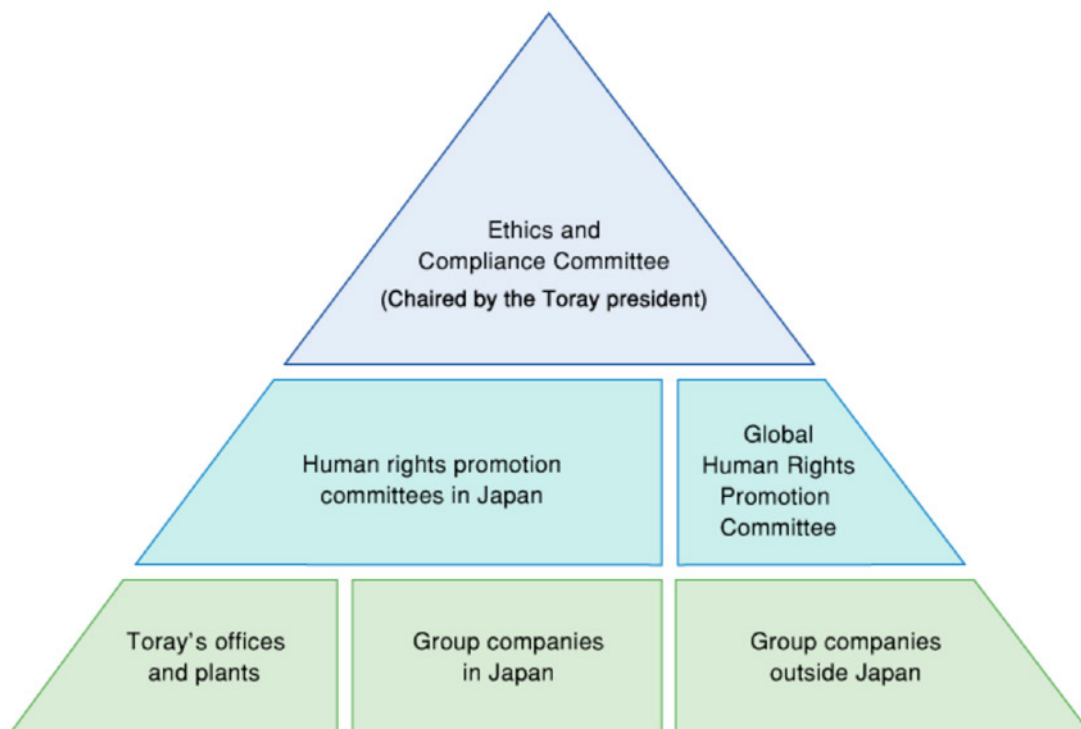 Ethics and
Compliance Committee
(Chaired by the Toray president)
Human rights promotion
committees in Japan
Global
Human Rights
Promotion
Committee
Toray's offices
and plants
Group companies
in Japan
Group companies
outside Japan